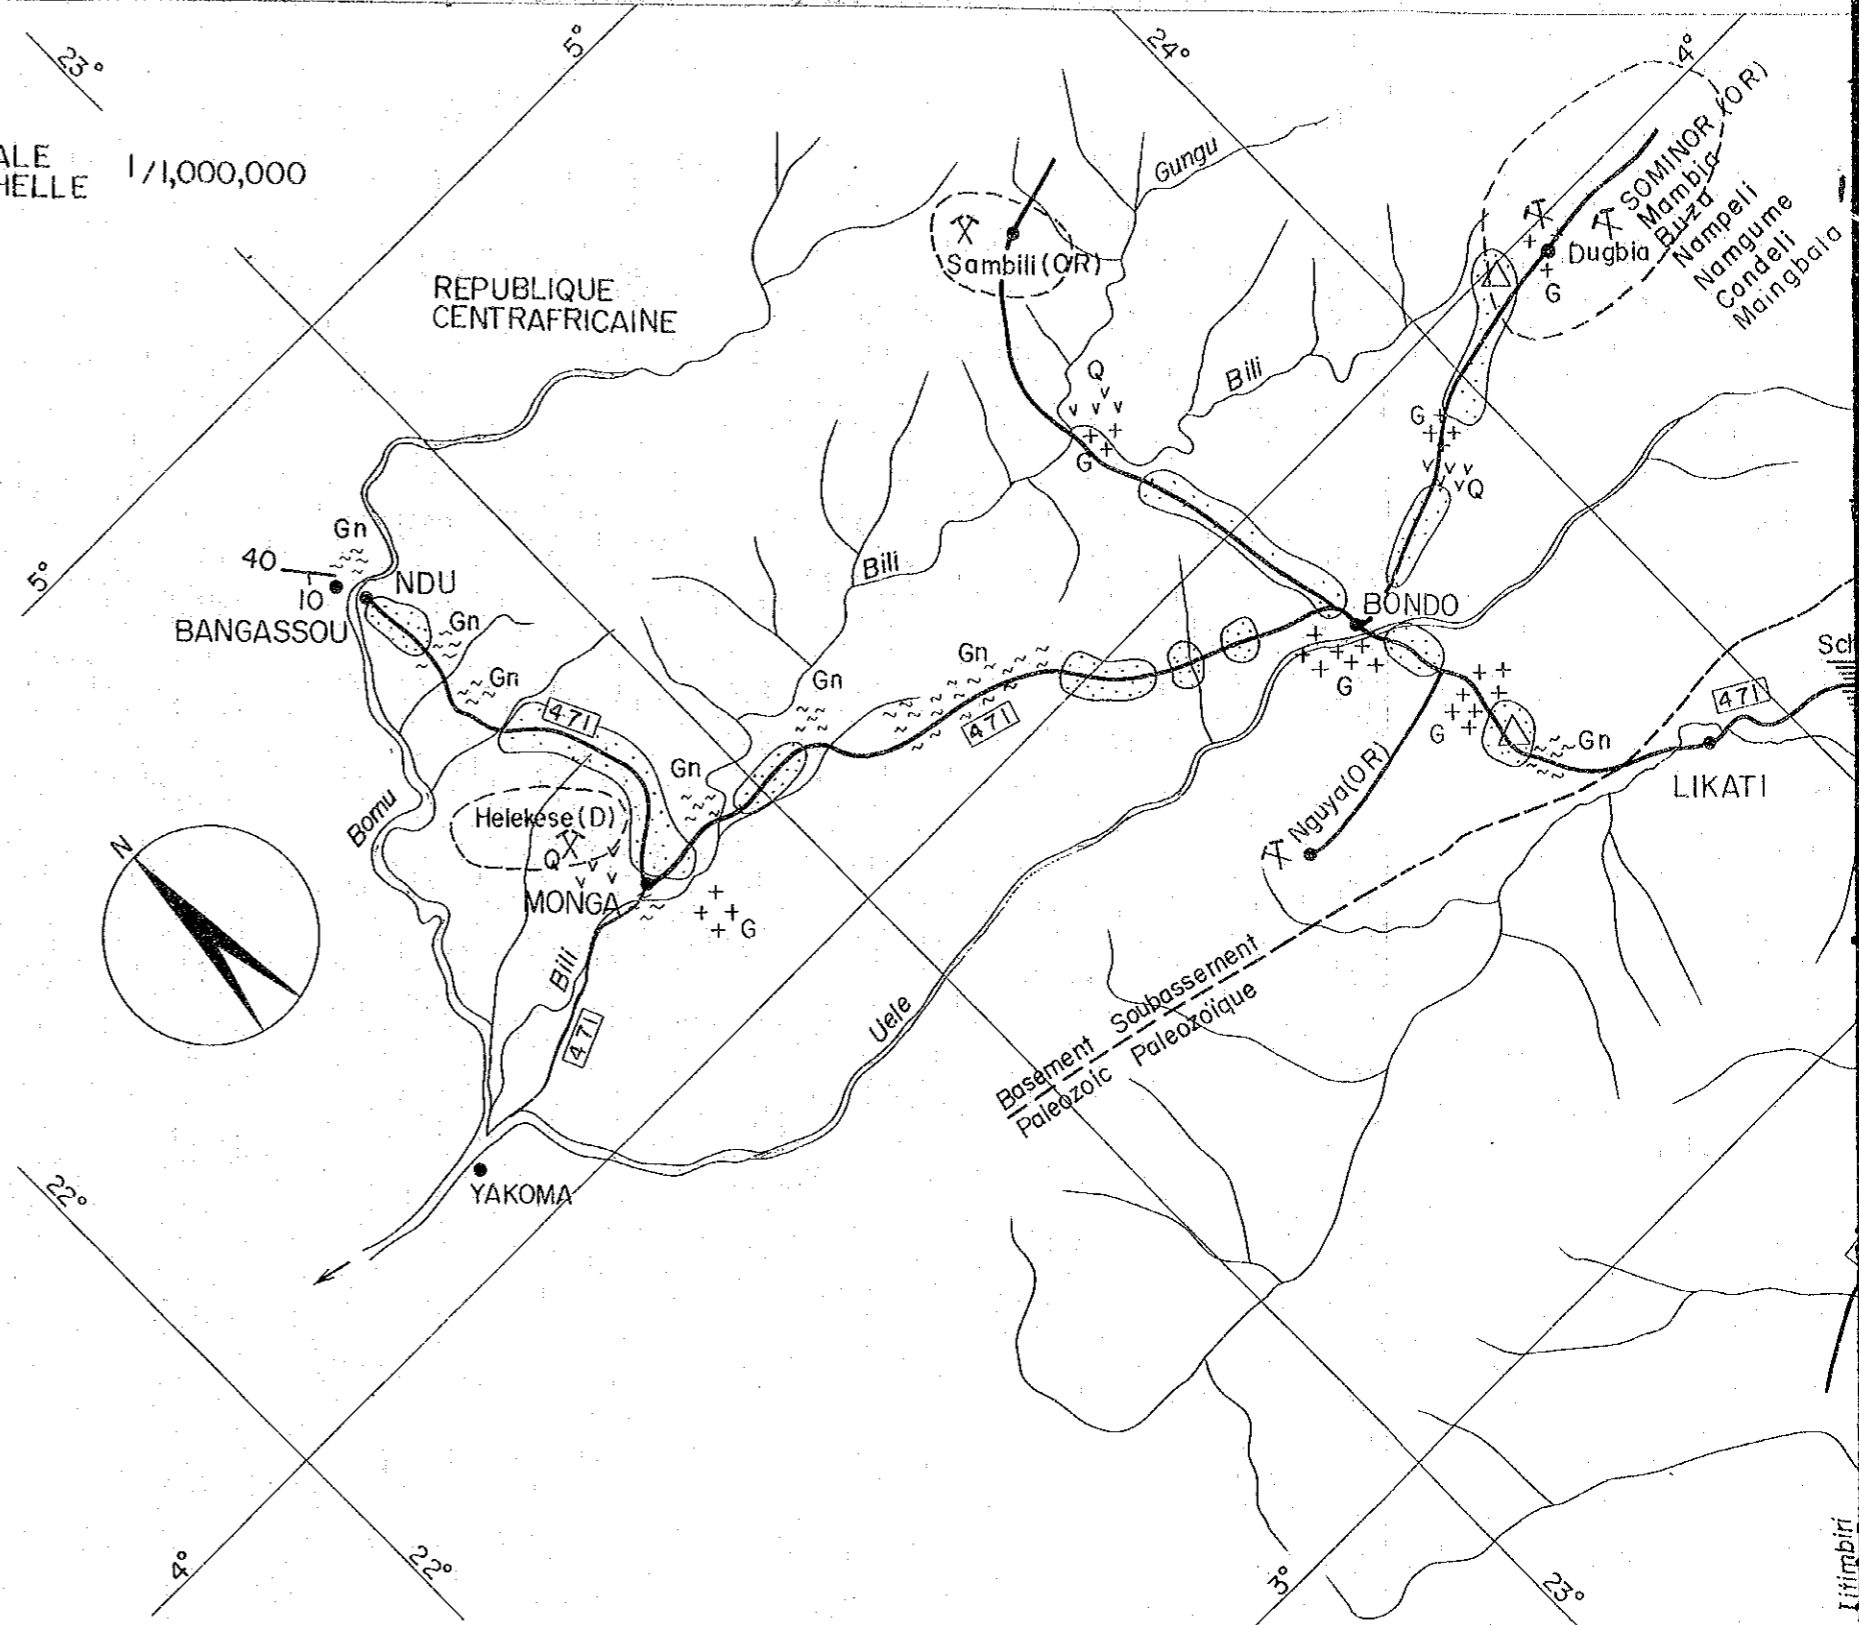 23°
5°
24°
4°
ALE
HELLE
1/1,000,000
Gungu
SOMINOR (OR)
Mambia
Buza
Nampeli
Namgume
Condeli
Maingbaia
Dugbia
G
Sambili (OR)
REPUBLIQUE
CENTRAFRICAINE
Q
Bili
G
G
Q
Gn
40
10
NDU
BANGASSOU
Gn
Bili
BONDO
5°
Gn
Gn
Gn
G
Scl
471
471
471
G
Gn
LIKATI
Gn
Bomu
Helekese (D)
Q
Nguya (OR)
N
MONGA
G
Bili
471
Uele
Basement Soubassernent
Paleozoic Paleozoïque
22°
YAKOMA
4°
22°
3°
23°
Itimbiri